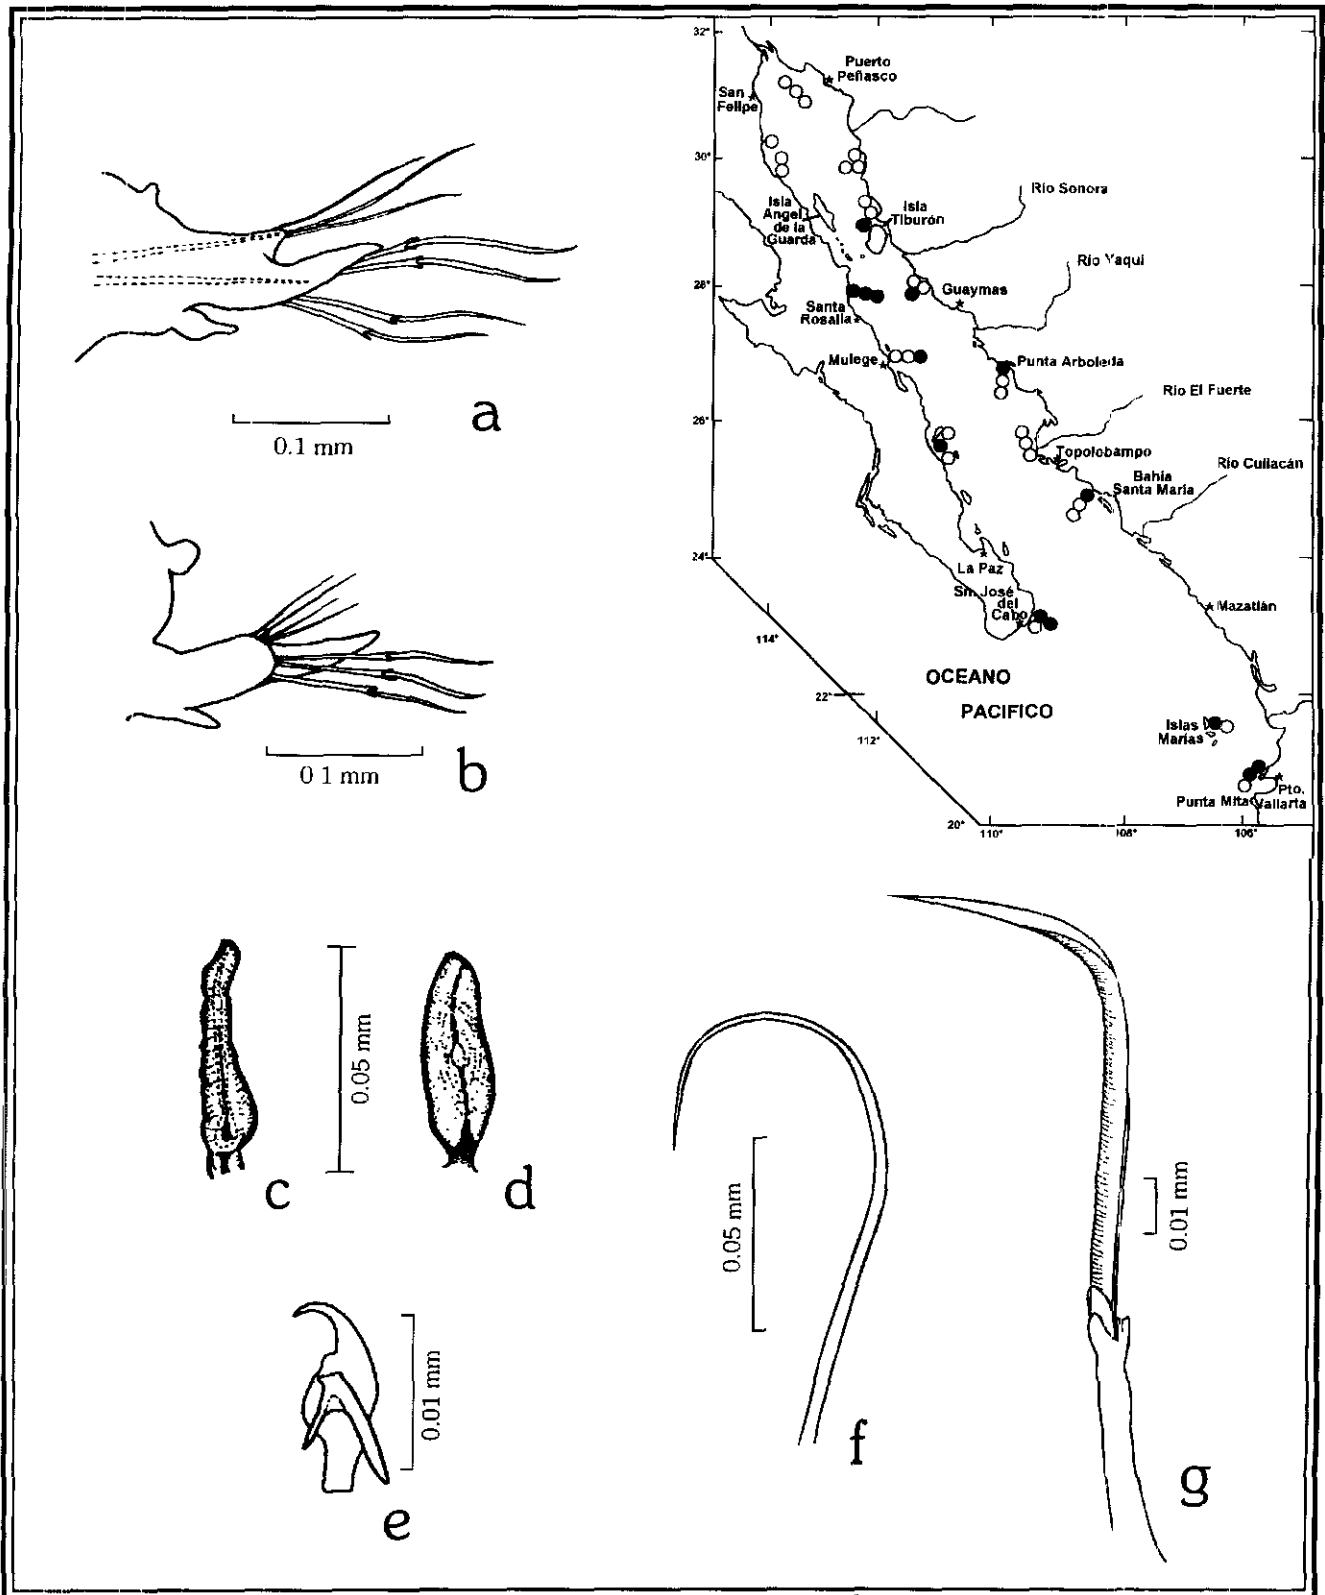 32°
Puerto
Peñasco
San
Felipe
30°
Isla
Angel
de la
Guarda
Isla
Tiburón
Río Sonora
Río Yaqui
28°
Guaymas
Santa
Rosalía
Mulege
Punta Arboleda
Río El Fuerte
26°
Topolobampo
Río Culiacán
Bahía
Santa María
24°
La Paz
Sn. José
del
Cabo
Mazatlán
114°
OCEANO
PACIFICO
22°
112°
Islas
Marías
Punta Mita
Pto.
Vallarta
20°
110°
108°
106°
a
0.1 mm
b
0 1 mm
c
0.05 mm
d
e
0.01 mm
f
0.05 mm
g
0.01 mm